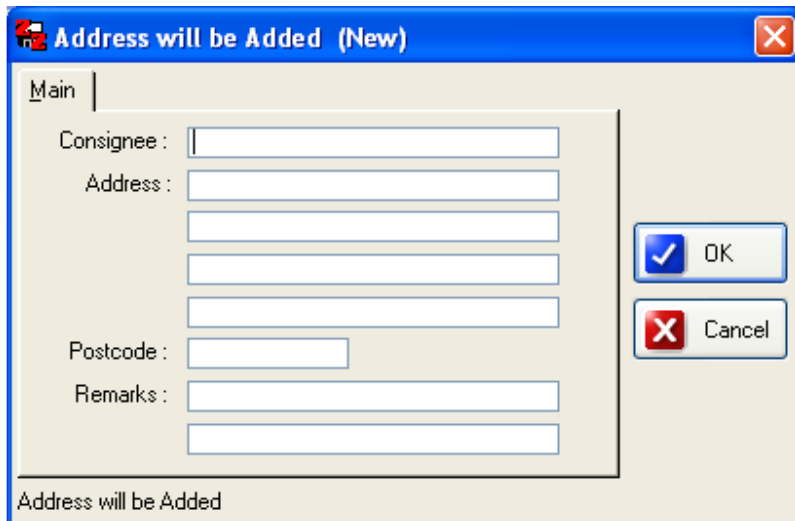 Address will be Added (New)
Main
Consignee :
Address :
OK
Cancel
Postcode :
Remarks :
Address will be Added